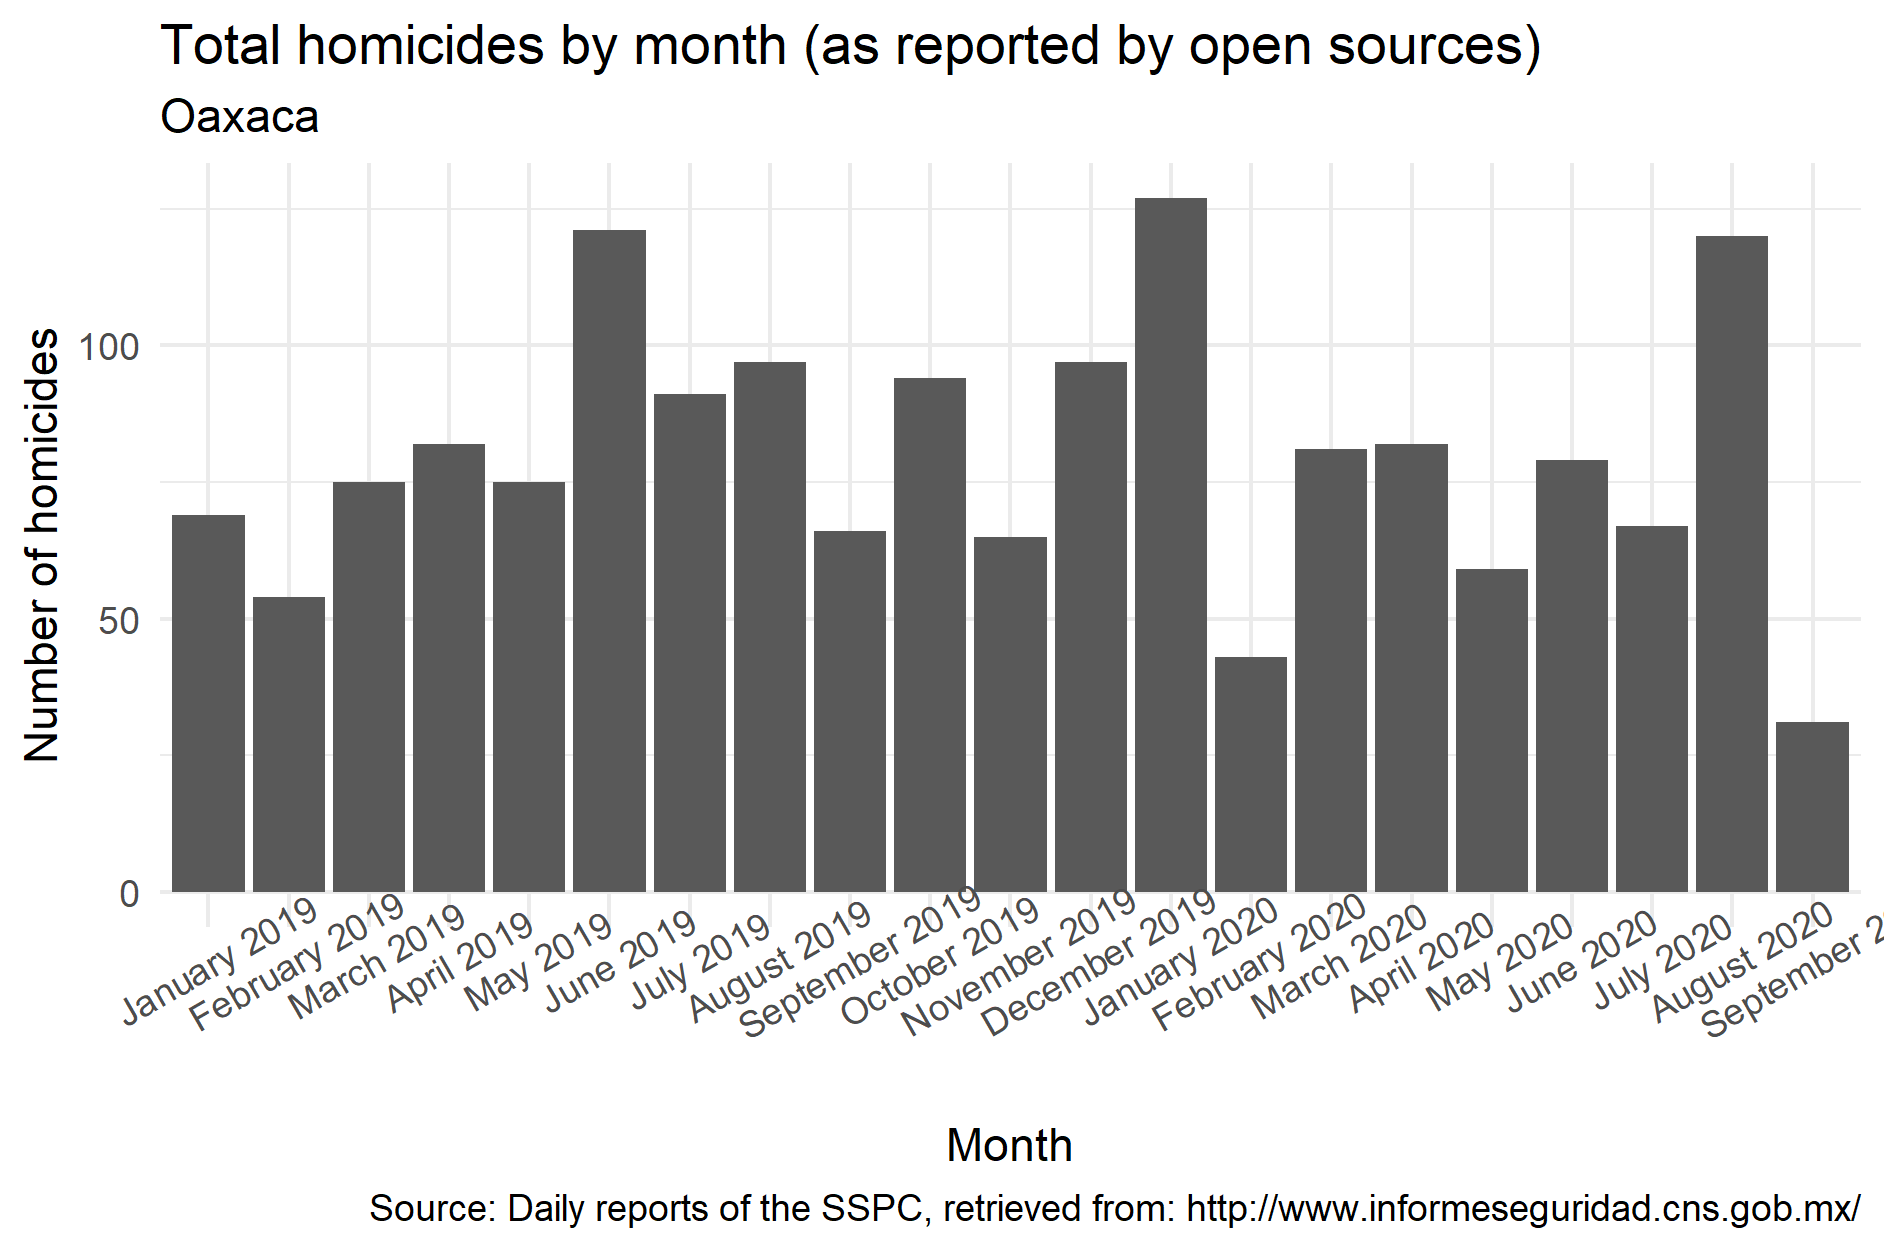 Total homicides by month (as reported by open sources)
Oaxaca
Number of homicides
100
50
0
January 2019
February 2019
March 2019
April 2019
May 2019
June 2019
July 2019
August 2019
September 2019
October 2019
November 2019
December 2019
January 2020
February 2020
March 2020
April 2020
May 2020
June 2020
July 2020
August 2020
September 2
Month
Source: Daily reports of the SSPC, retrieved from: http://www.informeseguridad.cns.gob.mx/